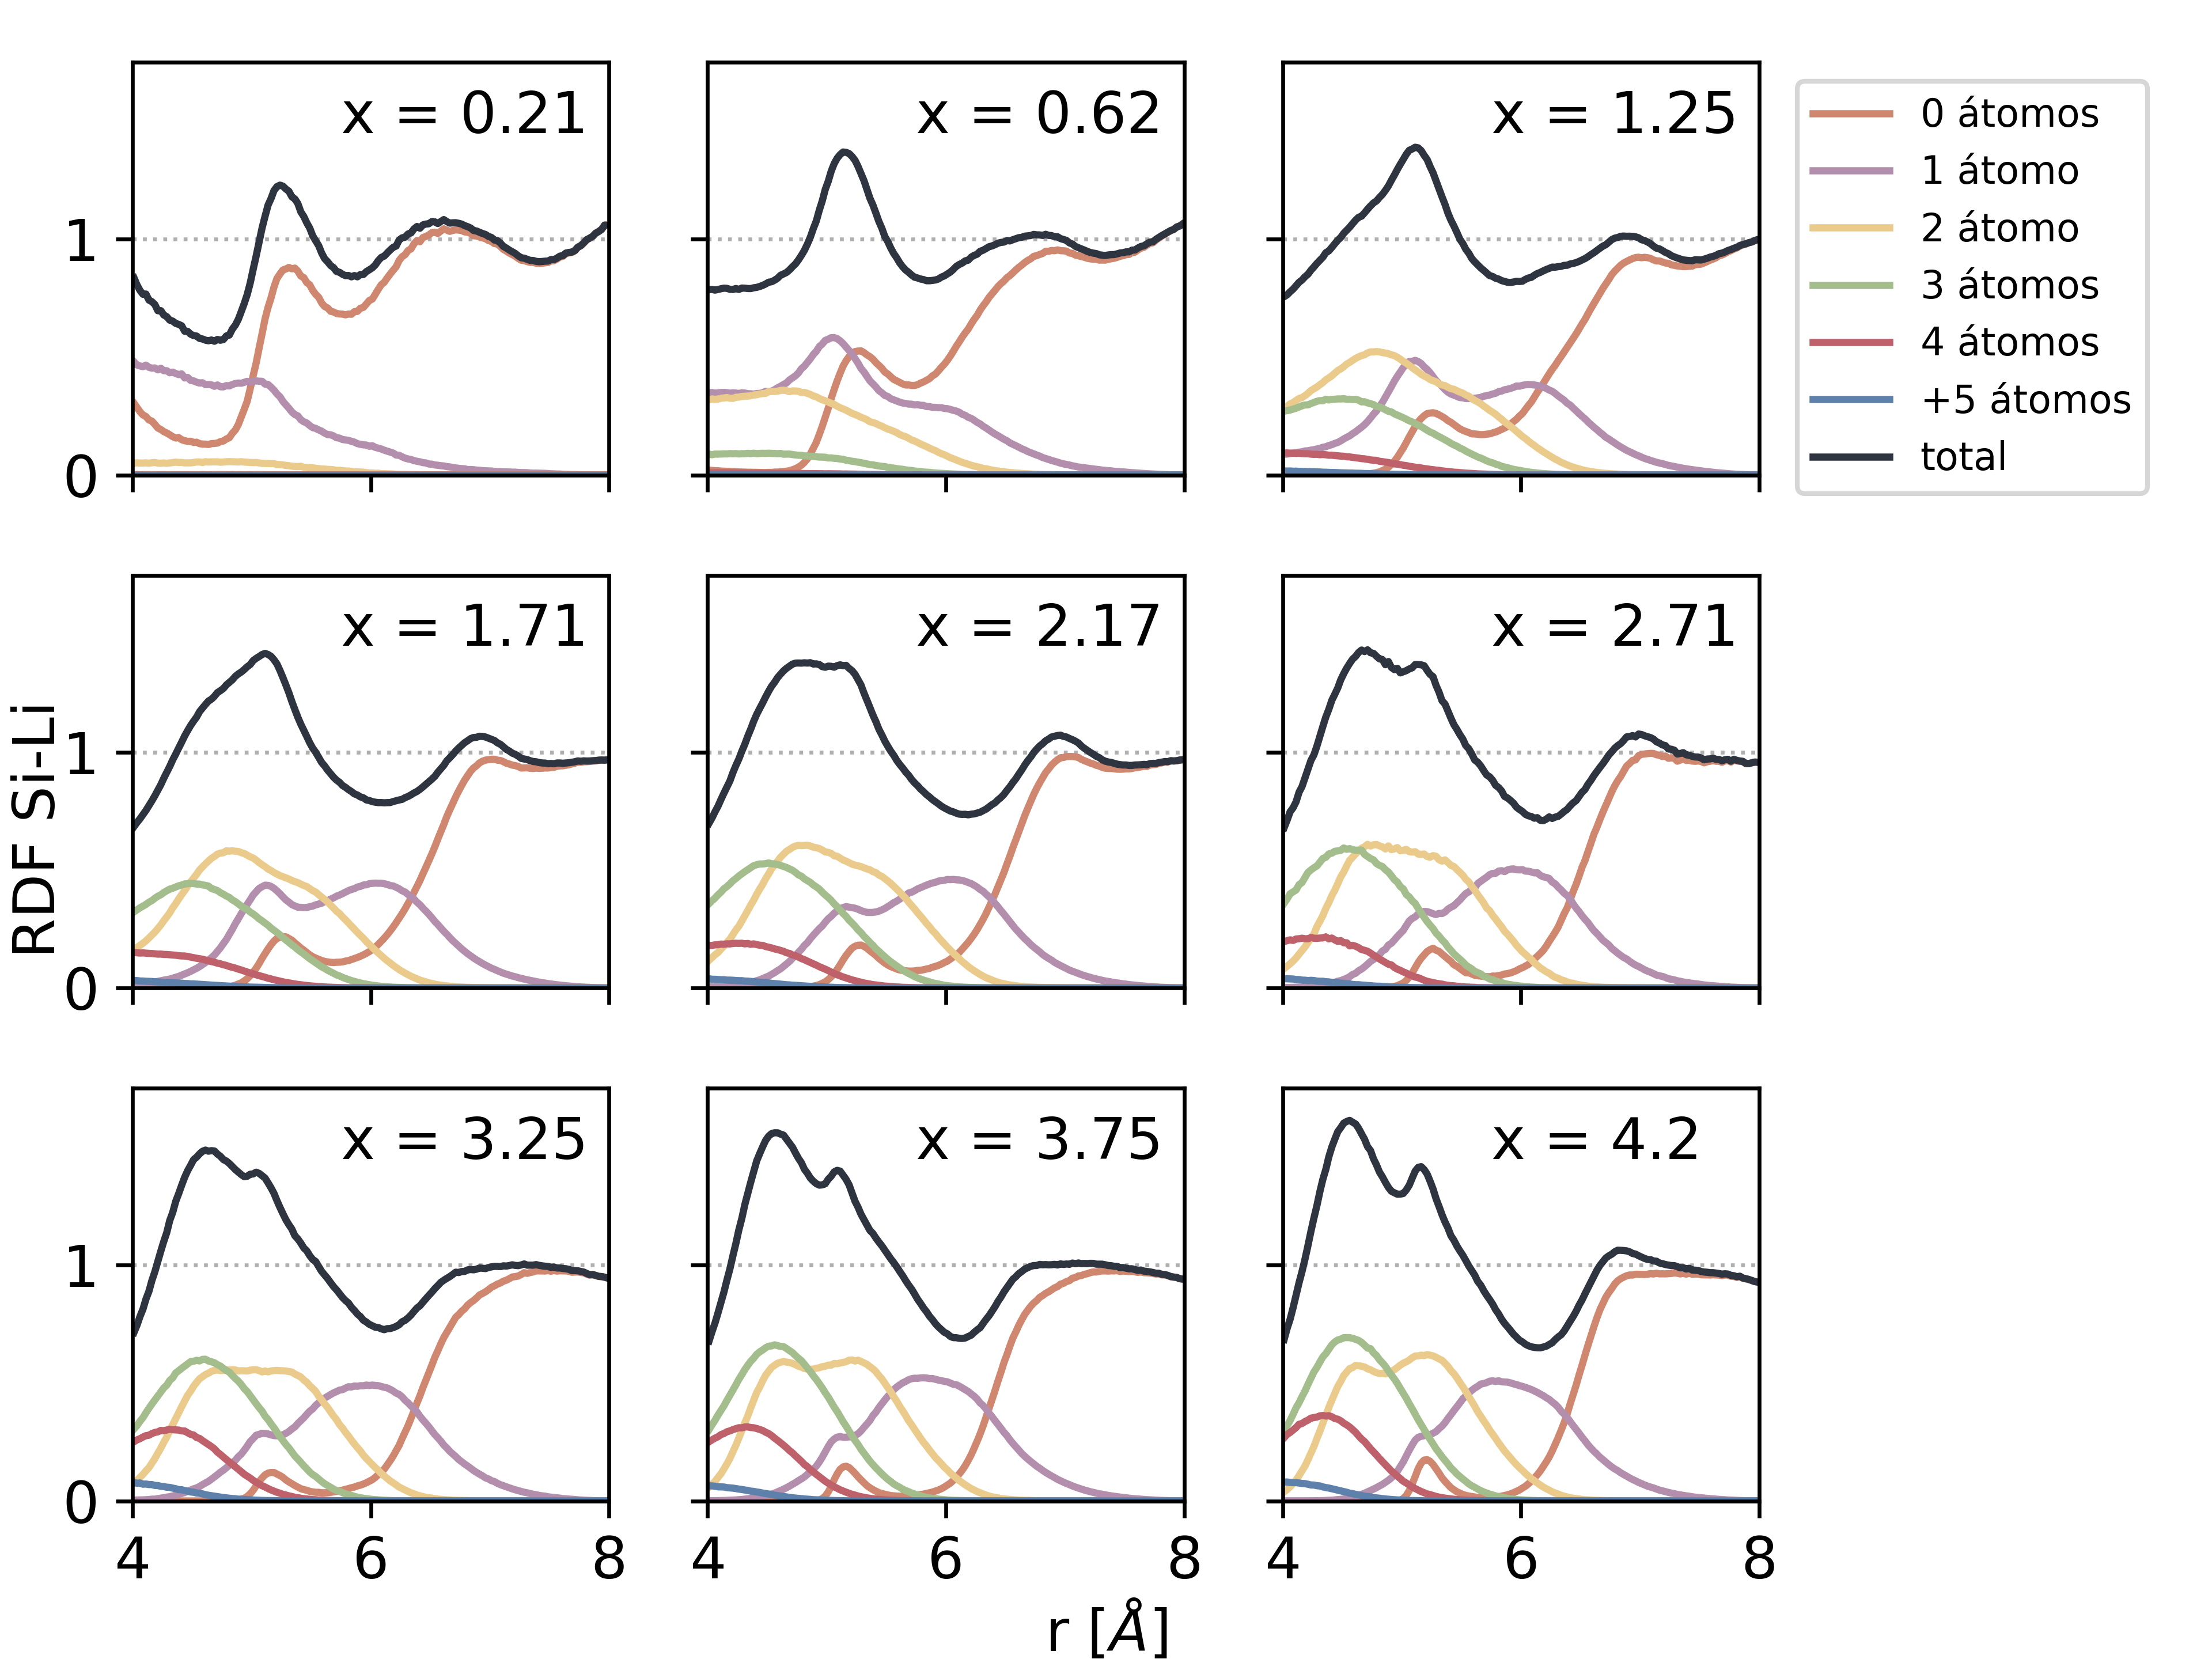 x = 0.21
x = 0.62
x = 1.25
0 átomos
1 átomo
2 átomo
3 átomos
4 átomos
+5 átomos
total
1
0
x = 1.71
x = 2.17
x = 2.71
RDF Si-Li
1
0
x = 3.25
x = 3.75
x = 4.2
1
0
4 6 8
4 6 8
4 6 8
r [Å]